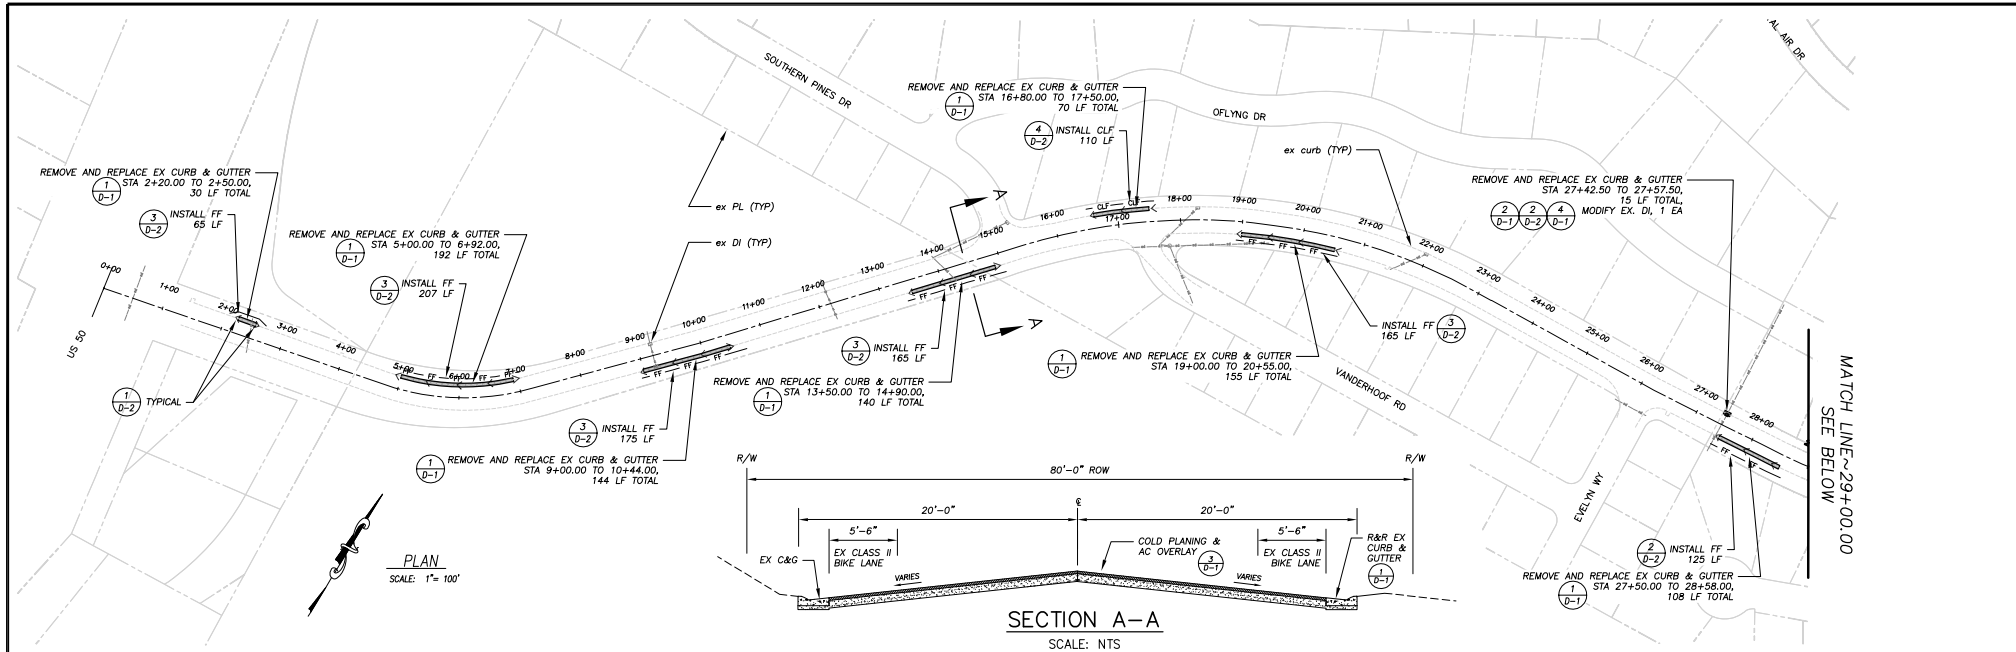 AL AIR DR
SOUTHERN PINES DR
OFLYNG DR
REMOVE AND REPLACE EX CURB & GUTTER
STA 16+80.00 TO 17+50.00,
70 LF TOTAL
1
D-1
4
D-2
INSTALL CLF
110 LF
ex curb (TYP)
REMOVE AND REPLACE EX CURB & GUTTER
STA 2+20.00 TO 2+50.00,
30 LF TOTAL
1
D-1
3
D-2
INSTALL FF
65 LF
REMOVE AND REPLACE EX CURB & GUTTER
STA 27+42.50 TO 27+57.50,
15 LF TOTAL,
MODIFY EX. DI, 1 EA
2
D-1
2
D-2
4
D-1
REMOVE AND REPLACE EX CURB & GUTTER
STA 5+00.00 TO 6+92.00,
192 LF TOTAL
1
D-1
3
D-2
INSTALL FF
207 LF
ex PL (TYP)
ex DI (TYP)
A
A
CLF CLF
0+00
1+00
2+00
3+00
4+00
5+00
6+00
7+00
8+00
9+00
10+00
11+00
12+00
13+00
14+00
15+00
16+00
17+00
18+00
19+00
20+00
21+00
22+00
23+00
24+00
25+00
26+00
27+00
28+00
FF FF FF FF
FF FF FF
FF FF
FF FF FF
FF FF
US 50
1
D-2
TYPICAL
3
D-2
INSTALL FF
165 LF
INSTALL FF
165 LF
3
D-2
REMOVE AND REPLACE EX CURB & GUTTER
STA 19+00.00 TO 20+55.00,
155 LF TOTAL
1
D-1
REMOVE AND REPLACE EX CURB & GUTTER
STA 13+50.00 TO 14+90.00,
140 LF TOTAL
1
D-1
VANDERHOOF RD
3
D-2
INSTALL FF
175 LF
REMOVE AND REPLACE EX CURB & GUTTER
STA 9+00.00 TO 10+44.00,
144 LF TOTAL
1
D-1
EVELYN WY
2
D-2
INSTALL FF
125 LF
REMOVE AND REPLACE EX CURB & GUTTER
STA 27+50.00 TO 28+58.00,
108 LF TOTAL
1
D-1
MATCH LINE~29+00.00
SEE BELOW
PLAN
SCALE: 1"= 100'
R/W
R/W
80'-0" ROW
℄
20'-0"
20'-0"
5'-6"
5'-6"
EX C&G
EX CLASS II
BIKE LANE
COLD PLANING &
AC OVERLAY
3
D-1
EX CLASS II
BIKE LANE
R&R EX
CURB &
GUTTER
1
D-1
VARIES
VARIES
SECTION A-A
SCALE: NTS